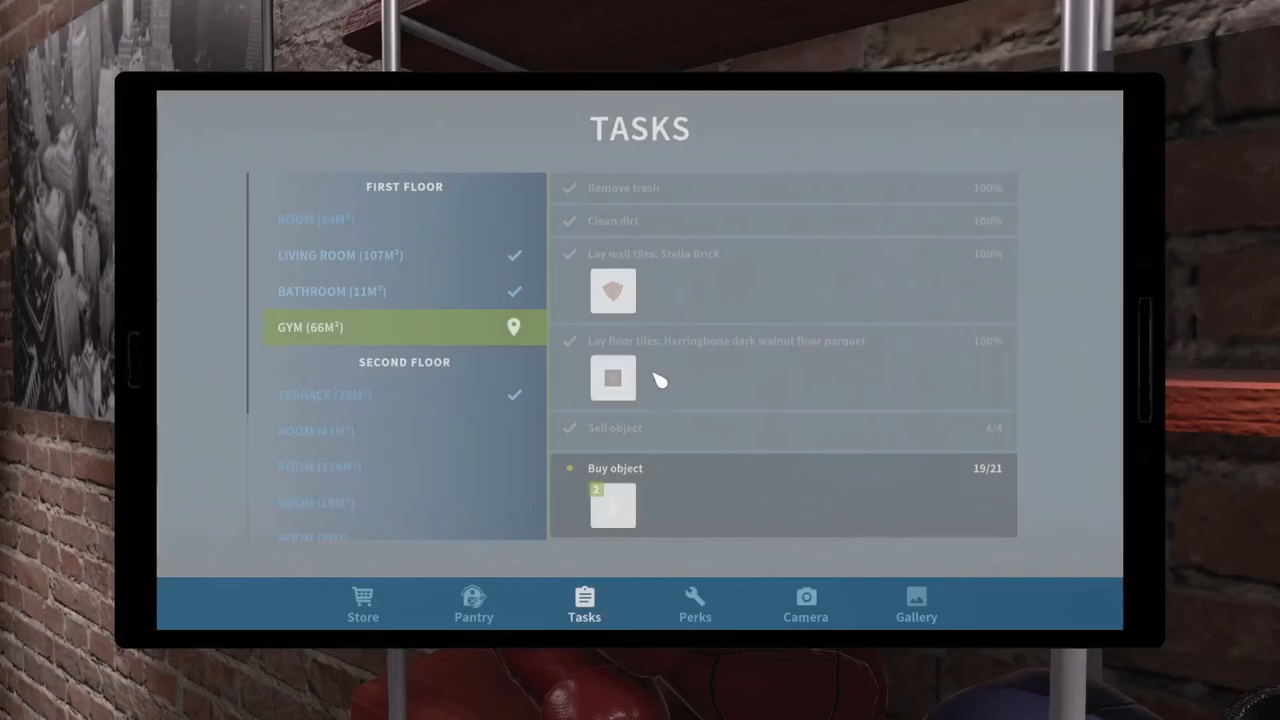 TASKS
FIRST FLOOR
ROOM (64M²)
LIVING ROOM (107M²)
BATHROOM (11M²)
GYM (66M²)
SECOND FLOOR
TERRACE (28M²)
ROOM (41M²)
ROOM (114M²)
ROOM (19M²)
Remove trash 100%
Clean dirt 100%
Lay wall tiles: Stella Brick 100%
Lay floor tiles: Herringbone dark walnut floor parquet 100%
Sell object 4/4
Buy object 19/21
2
Store
Pantry
Tasks
Perks
Camera
Gallery